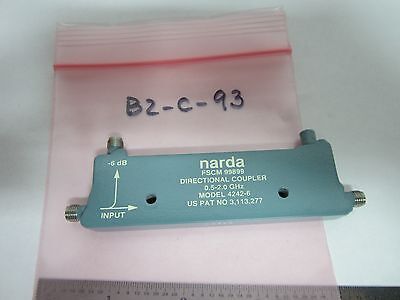 B2-C-93
-6 dB
narda
FSCM 99899
DIRECTIONAL COUPLER
0.5-2.0 GHz
MODEL 4242-6
US PAT NO 3,113,277
INPUT